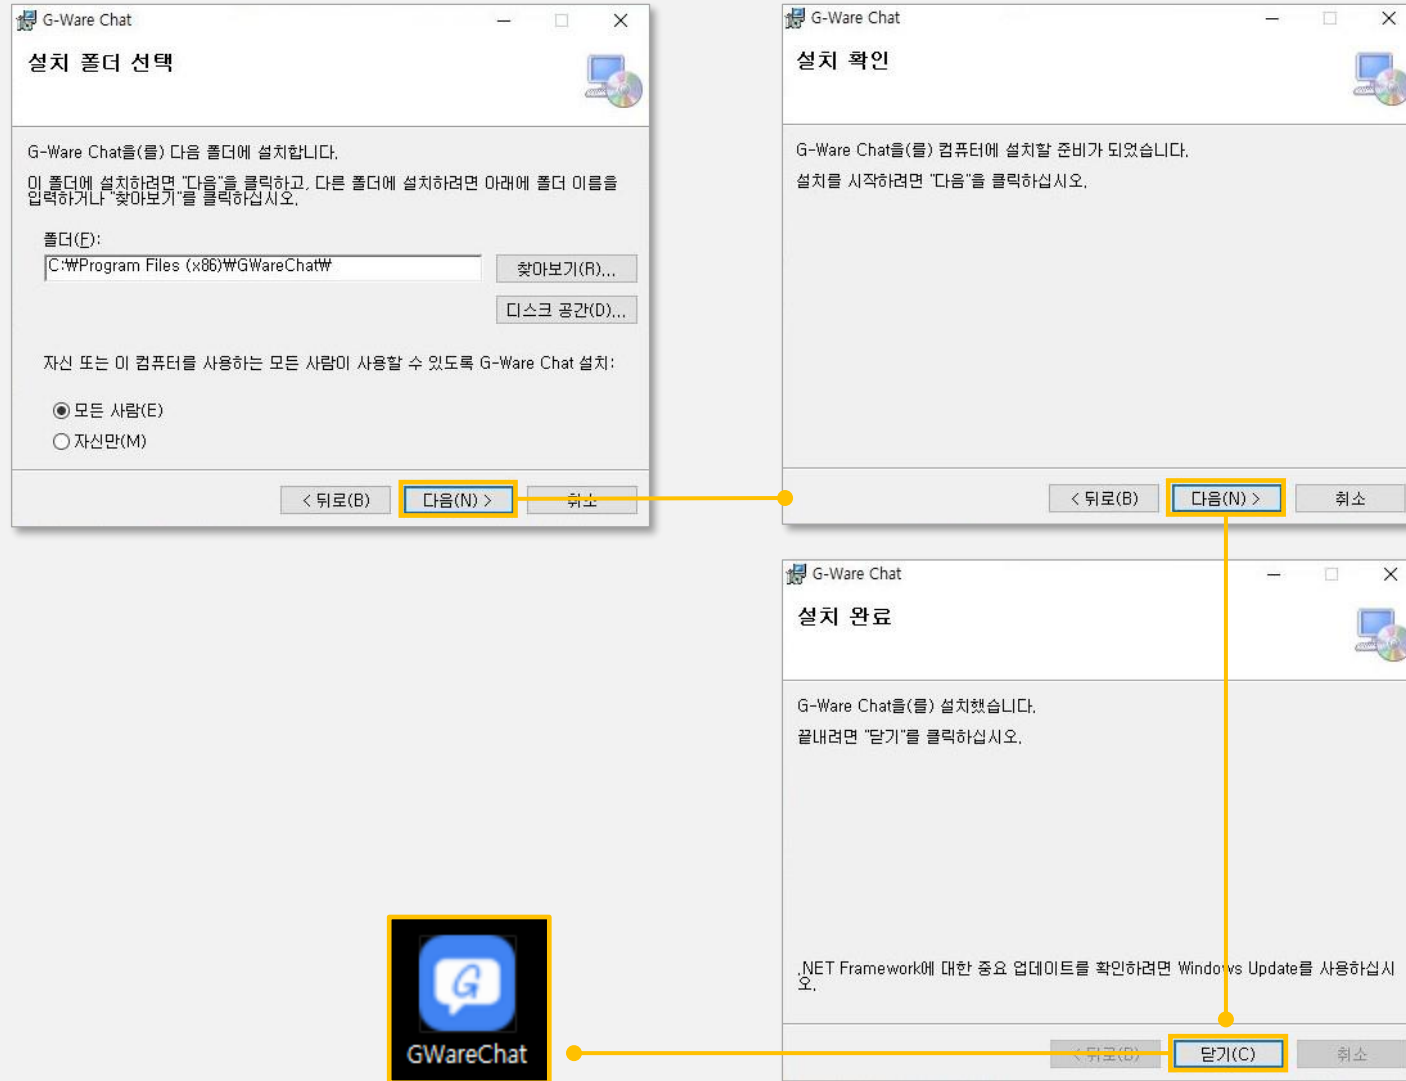 G-Ware Chat
설치 폴더 선택
G-Ware Chat을(를) 다음 폴더에 설치합니다.
이 폴더에 설치하려면 "다음"을 클릭하고, 다른 폴더에 설치하려면 아래에 폴더 이름을
입력하거나 "찾아보기"를 클릭하십시오.
폴더(F):
C:₩Program Files (x86)₩GWareChat₩
찾아보기(R)...
디스크 공간(D)...
자신 또는 이 컴퓨터를 사용하는 모든 사람이 사용할 수 있도록 G-Ware Chat 설치:
모든 사람(E)
자신만(M)
< 뒤로(B)
다음(N) >
취소
G-Ware Chat
설치 확인
G-Ware Chat을(를) 컴퓨터에 설치할 준비가 되었습니다.
설치를 시작하려면 "다음"을 클릭하십시오.
< 뒤로(B)
다음(N) >
취소
G-Ware Chat
설치 완료
G-Ware Chat을(를) 설치했습니다.
끝내려면 "닫기"를 클릭하십시오.
.NET Framework에 대한 중요 업데이트를 확인하려면 Windows Update를 사용하십시
오.
< 뒤로(B)
닫기(C)
취소
G
GWareChat